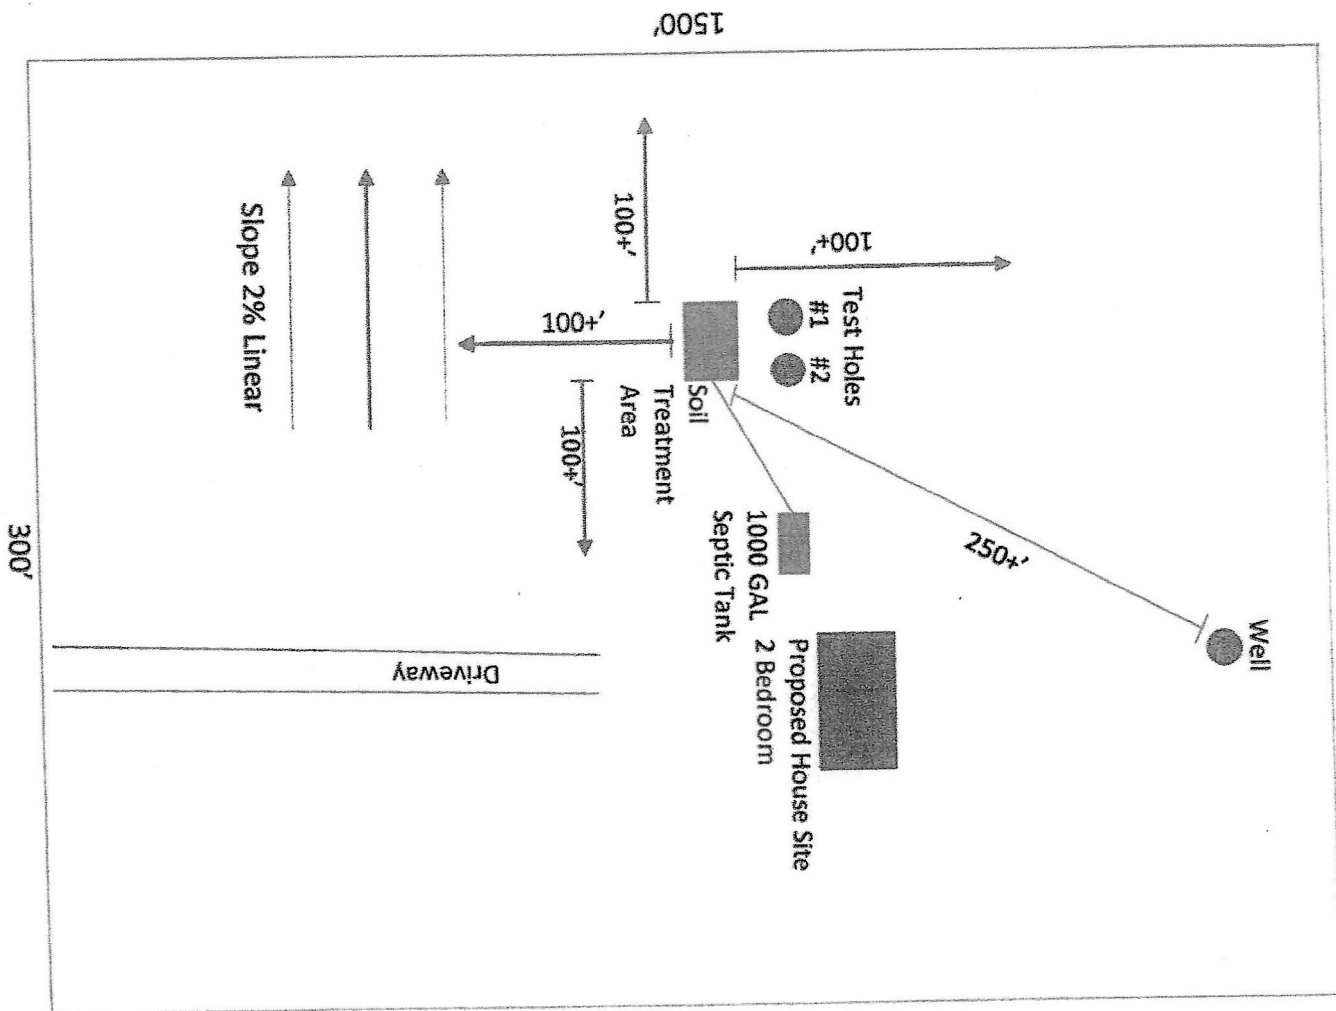 Well
250+'
100+'
Test Holes
#1 #2
Proposed House Site
2 Bedroom
1000 GAL
Septic Tank
Soil
Treatment
Area
100+'
100+'
100+'
1500'
Driveway
Slope 2% Linear
300'